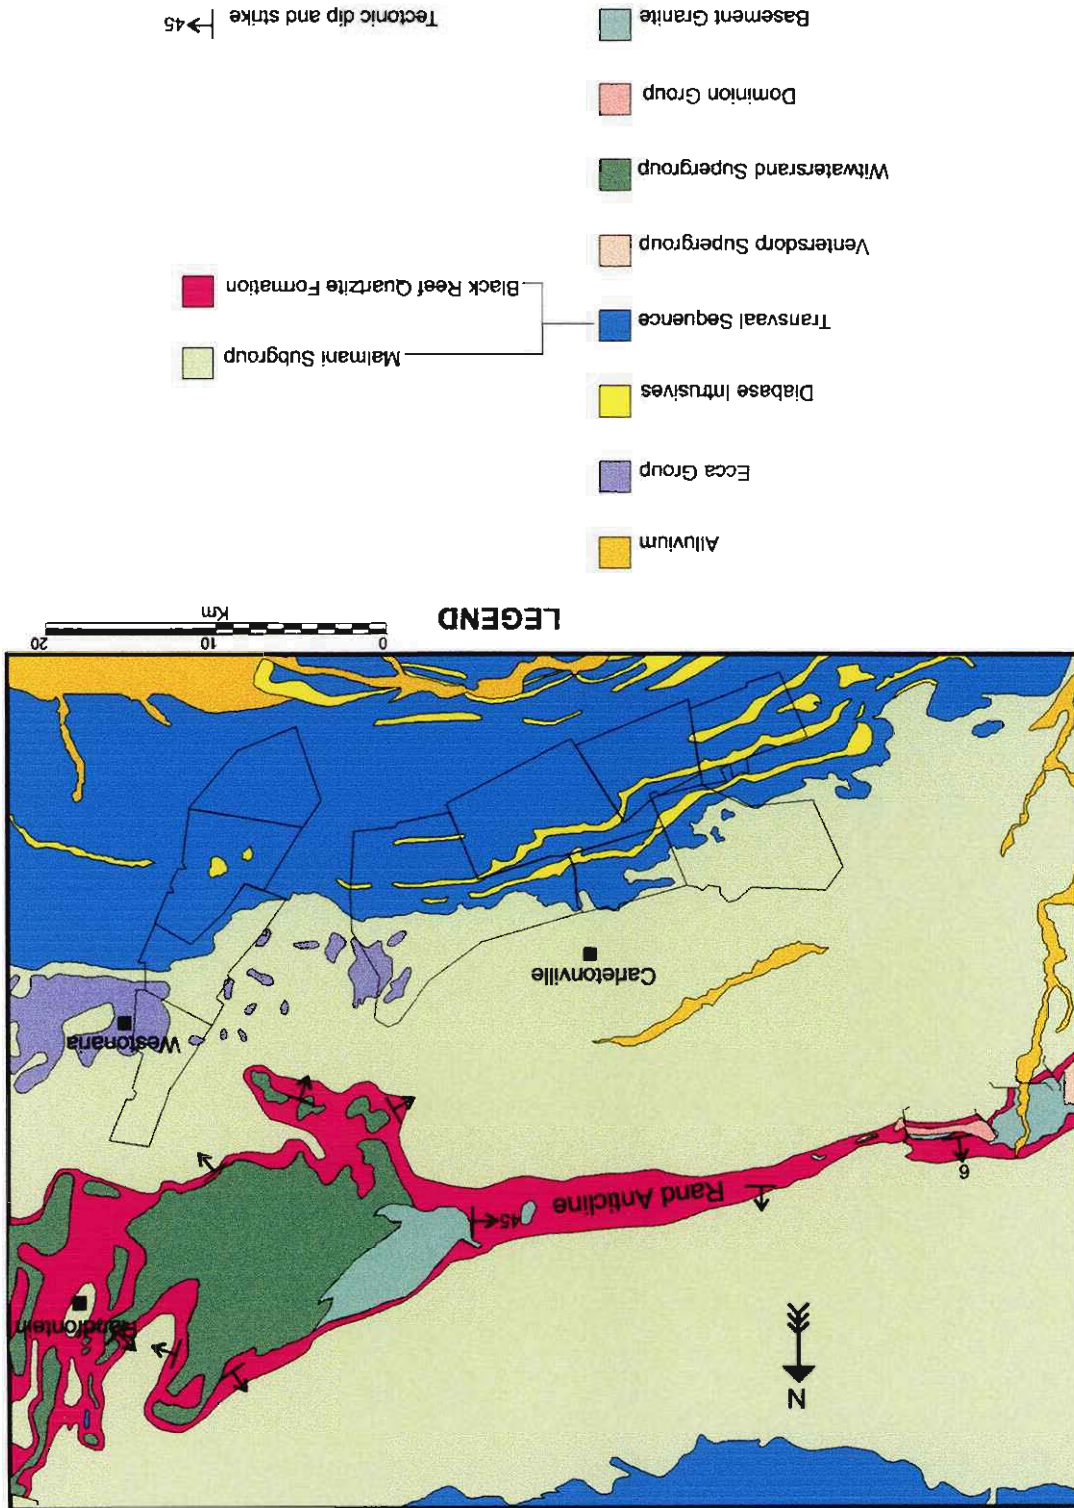 N
Randfontein
Rand Anticline
45
9
Westonaria
Carletonville
0 10 20
Km
LEGEND
Alluvium
Ecca Group
Diabase Intrusives
Transvaal Sequence
Malmani Subgroup
Black Reef Quartzite Formation
Ventersdorp Supergroup
Witwatersrand Supergroup
Dominion Group
Basement Granite
Tectonic dip and strike
45